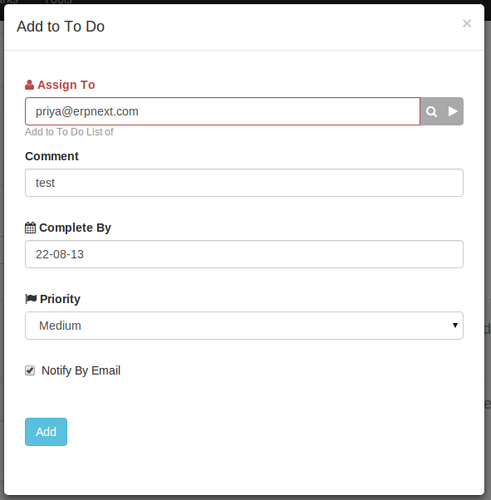 Tools
Add to To Do
×
Assign To
priya@erpnext.com
Add to To Do List of
Comment
test
Complete By
22-08-13
Priority
Medium
Notify By Email
Add